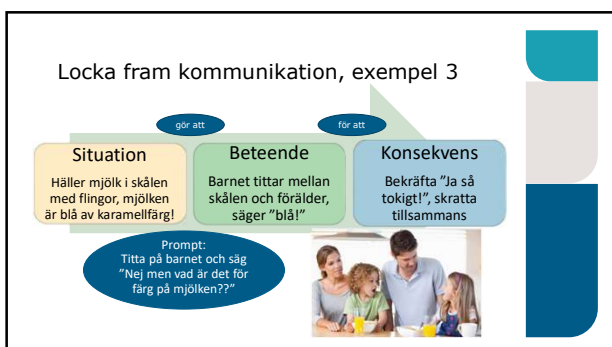 Locka fram kommunikation, exempel 3
gör att
för att
Situation
Häller mjölk i skålen
med flingor, mjölken
är blå av karamellfärg!
Beteende
Barnet tittar mellan
skålen och förälder,
säger ”blå!”
Konsekvens
Bekräfta ”Ja så
tokigt!”, skratta
tillsammans
Prompt:
Titta på barnet och säg
”Nej men vad är det för
färg på mjölken??”